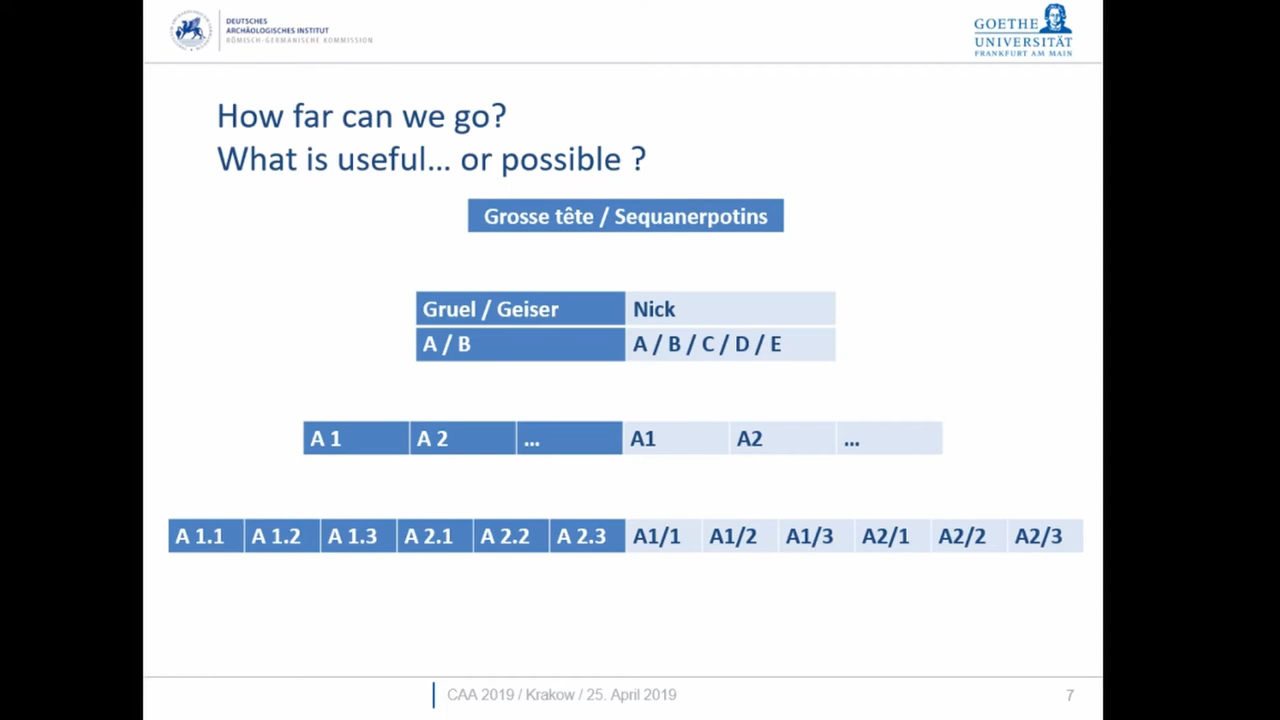 DEUTSCHES
ARCHÄOLOGISCHES INSTITUT
RÖMISCH-GERMANISCHE KOMMISSION
GOETHE
UNIVERSITÄT
FRANKFURT AM MAIN
How far can we go?
What is useful... or possible ?
Grosse tête / Sequanerpotins
Gruel / Geiser Nick
A / B A / B / C / D / E
A 1 A 2 ... A1 A2 ...
A 1.1 A 1.2 A 1.3 A 2.1 A 2.2 A 2.3 A1/1 A1/2 A1/3 A2/1 A2/2 A2/3
CAA 2019 / Krakow / 25. April 2019 7